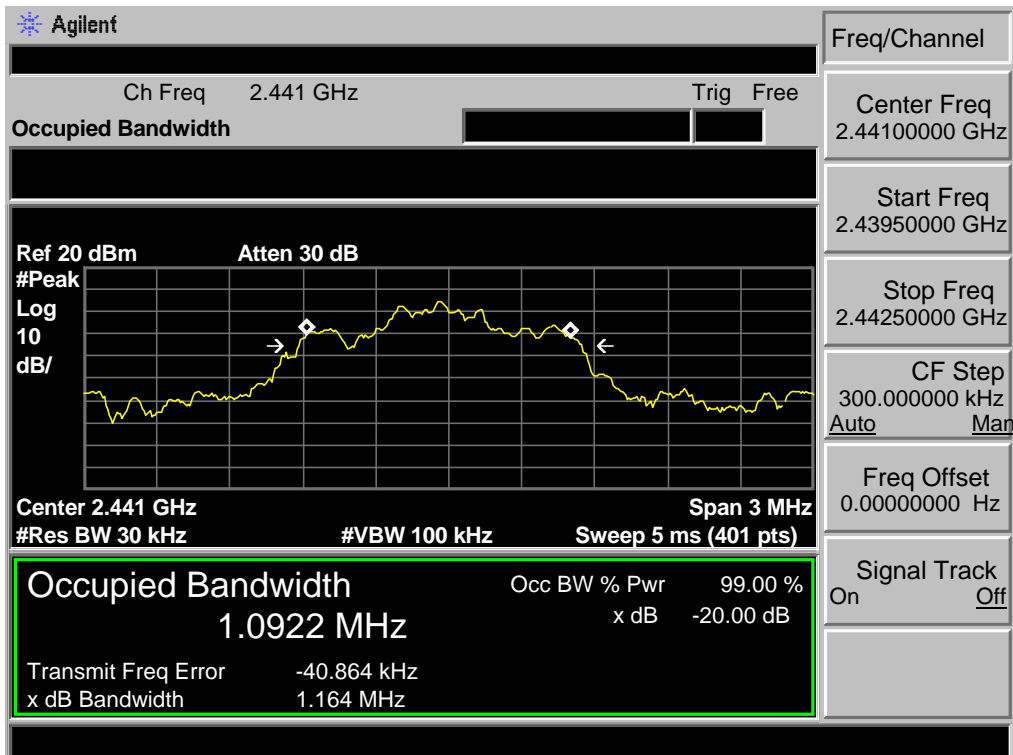 Agilent
Freq/Channel
Ch Freq 2.441 GHz Trig Free
Occupied Bandwidth
Center Freq
2.44100000 GHz
Start Freq
2.43950000 GHz
Ref 20 dBm Atten 30 dB
#Peak
Log
10
dB/
Stop Freq
2.44250000 GHz
CF Step
300.000000 kHz
Auto Man
Freq Offset
0.00000000 Hz
Center 2.441 GHz Span 3 MHz
#Res BW 30 kHz #VBW 100 kHz Sweep 5 ms (401 pts)
Signal Track
On Off
Occupied Bandwidth Occ BW % Pwr 99.00 %
1.0922 MHz x dB -20.00 dB
Transmit Freq Error -40.864 kHz
x dB Bandwidth 1.164 MHz